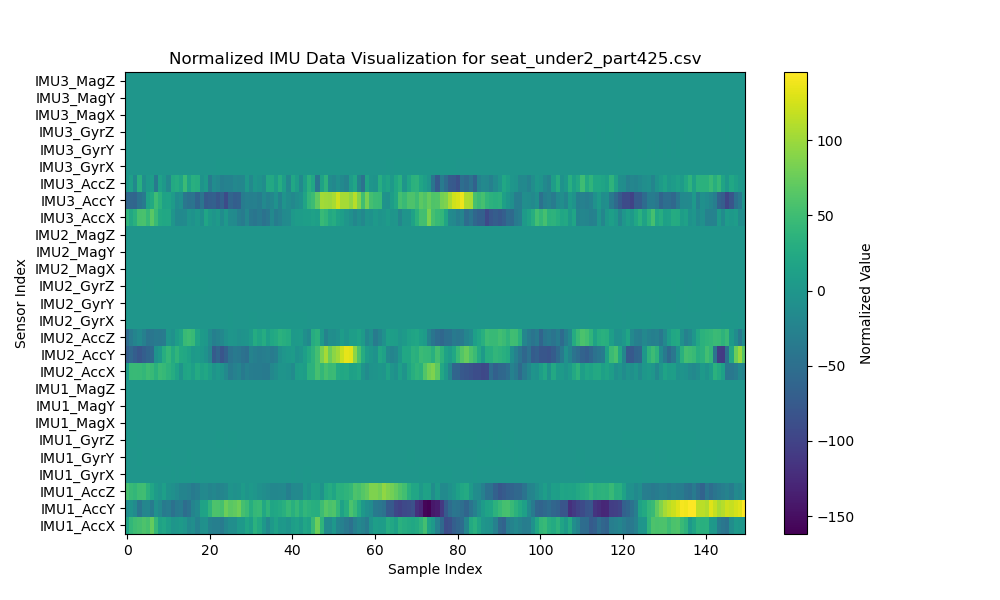 Normalized IMU Data Visualization for seat_under2_part425.csv
IMU3_MagZ
IMU3_MagY
IMU3_MagX
IMU3_GyrZ
IMU3_GyrY
IMU3_GyrX
IMU3_AccZ
IMU3_AccY
IMU3_AccX
IMU2_MagZ
IMU2_MagY
IMU2_MagX
IMU2_GyrZ
IMU2_GyrY
IMU2_GyrX
IMU2_AccZ
IMU2_AccY
IMU2_AccX
IMU1_MagZ
IMU1_MagY
IMU1_MagX
IMU1_GyrZ
IMU1_GyrY
IMU1_GyrX
IMU1_AccZ
IMU1_AccY
IMU1_AccX
Sensor Index
0 20 40 60 80 100 120 140
Sample Index
100
50
0
−50
−100
−150
Normalized Value